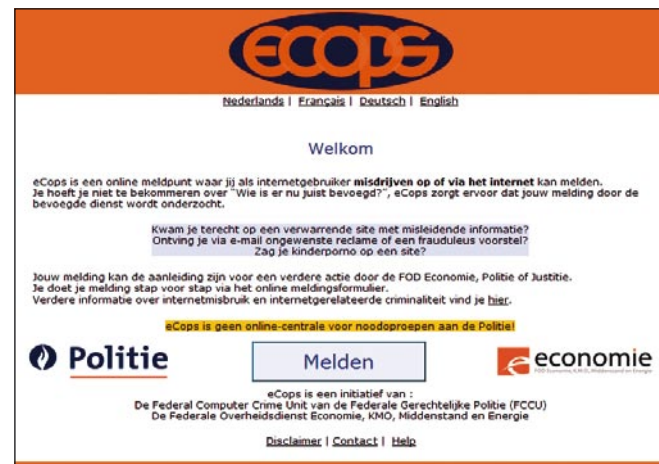 ecops
Nederlands | Français | Deutsch | English
Welkom
eCops is een online meldpunt waar jij als internetgebruiker misdrijven op of via het internet kan melden.
Je hoeft je niet te bekommeren over "Wie is er nu juist bevoegd?", eCops zorgt ervoor dat jouw melding door de
bevoegde dienst wordt onderzocht.
Kwam je terecht op een verwarrende site met misleidende informatie?
Ontving je via e-mail ongewenste reclame of een frauduleus voorstel?
Zag je kinderporno op een site?
Jouw melding kan de aanleiding zijn voor een verdere actie door de FOD Economie, Politie of Justitie.
Je doet je melding stap voor stap via het online meldingsformulier.
Verdere informatie over internetmisbruik en internetgerelateerde criminaliteit vind je hier.
eCops is geen online-centrale voor noodoproepen aan de Politie!
Politie
Melden
economie
FOD Economie, K.M.O., Middenstand en Energie
eCops is een initiatief van :
De Federal Computer Crime Unit van de Federale Gerechtelijke Politie (FCCU)
De Federale Overheidsdienst Economie, KMO, Middenstand en Energie
Disclaimer | Contact | Help